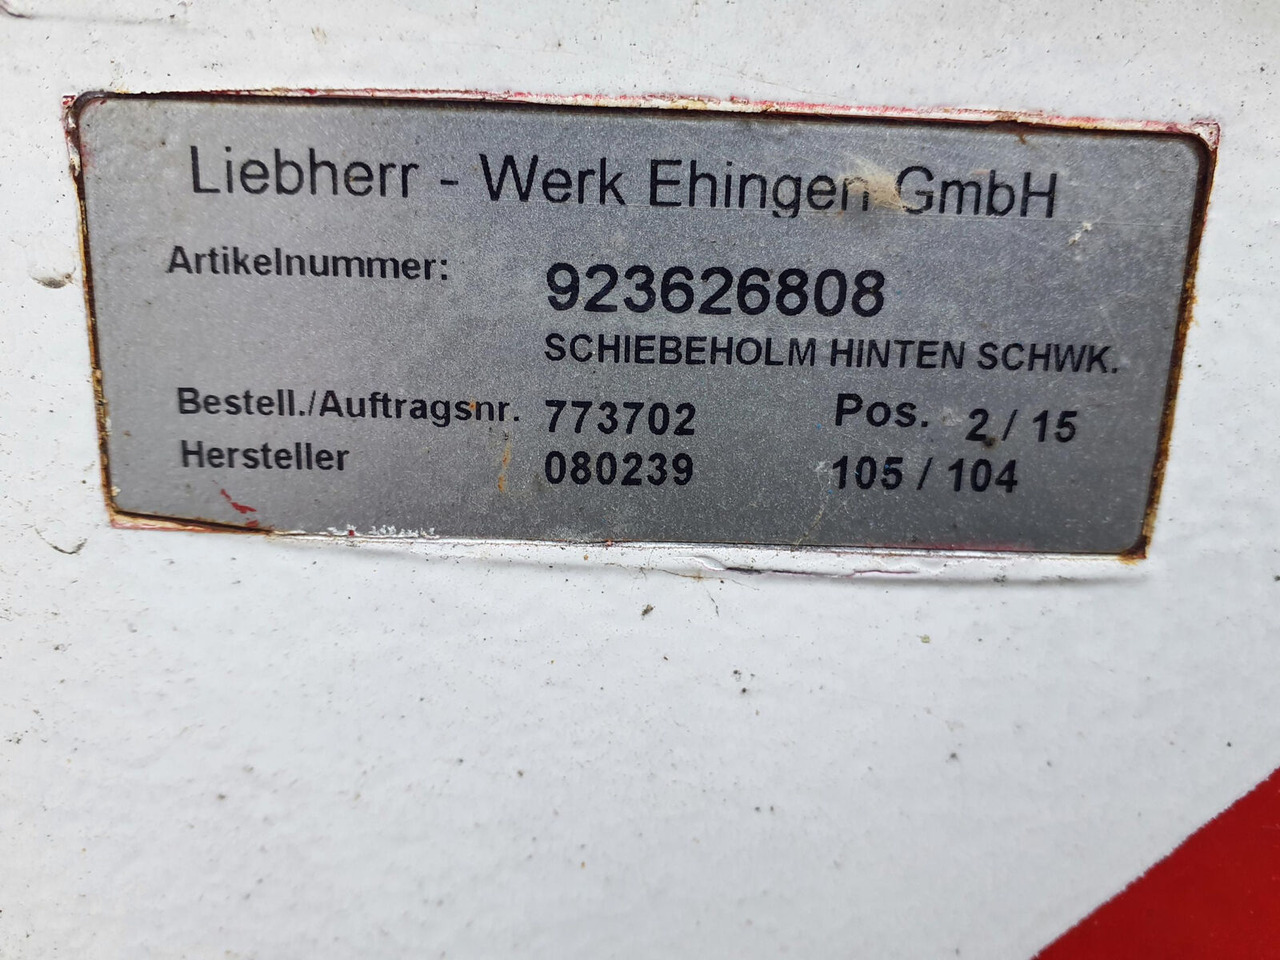 Liebherr - Werk Ehingen GmbH
Artikelnummer: 923626808
SCHIEBEHOLM HINTEN SCHWK.
Bestell./Auftragsnr. 773702 Pos. 2 / 15
Hersteller 080239 105 / 104